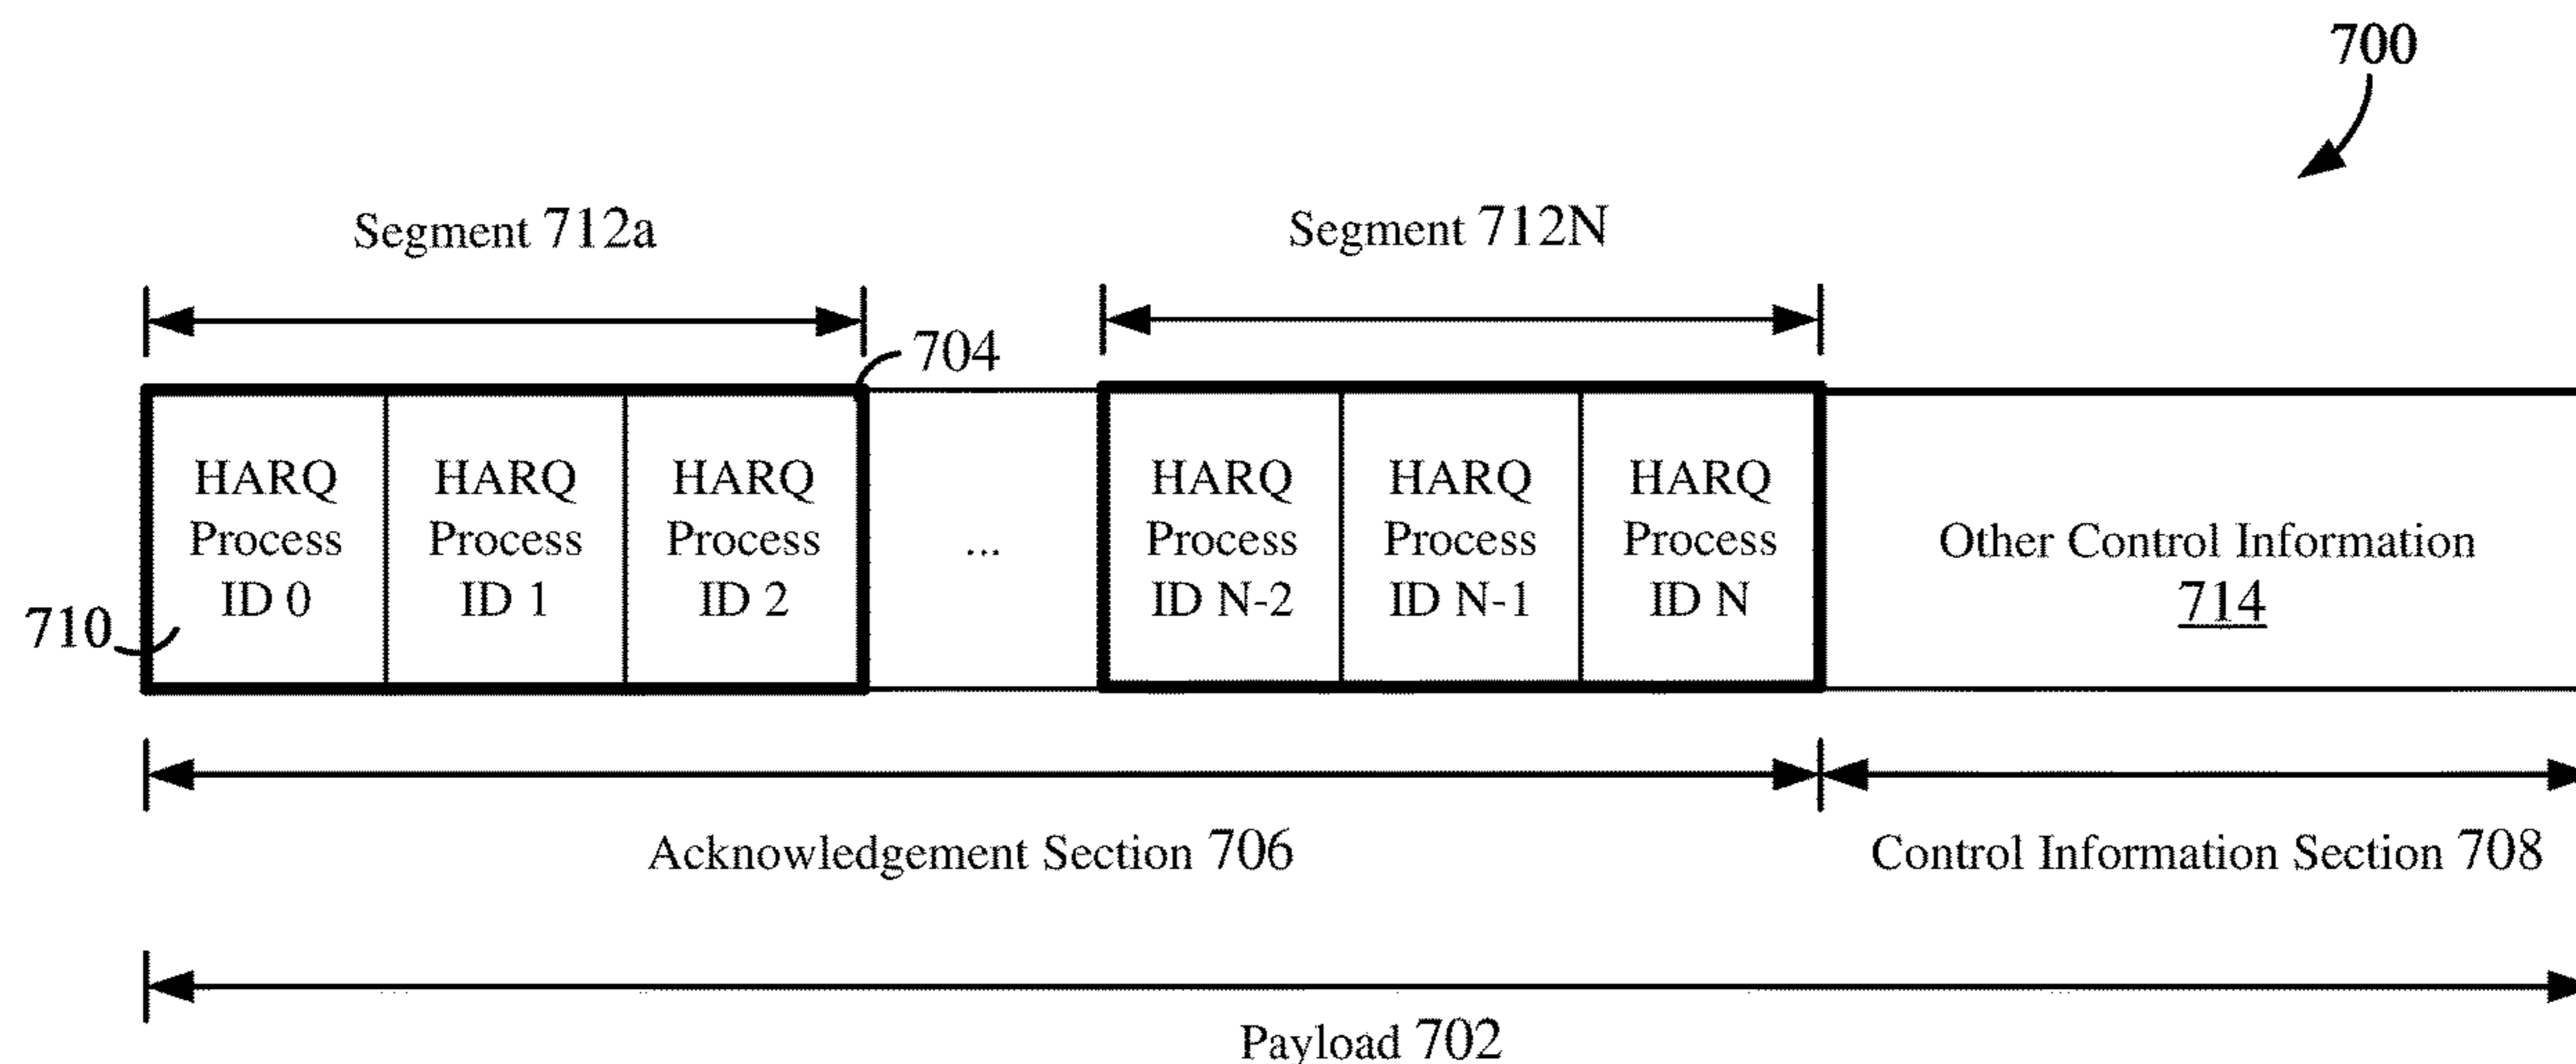 700
Segment 712a
Segment 712N
704
HARQ
Process
ID 0
HARQ
Process
ID 1
HARQ
Process
ID 2
...
HARQ
Process
ID N-2
HARQ
Process
ID N-1
HARQ
Process
ID N
Other Control Information
714
710
Acknowledgement Section 706
Control Information Section 708
Payload 702